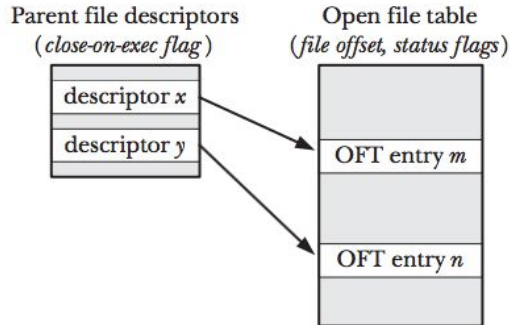 Parent file descriptors
(close-on-exec flag)
descriptor x
descriptor y
Open file table
(file offset, status flags)
OFT entry m
OFT entry n